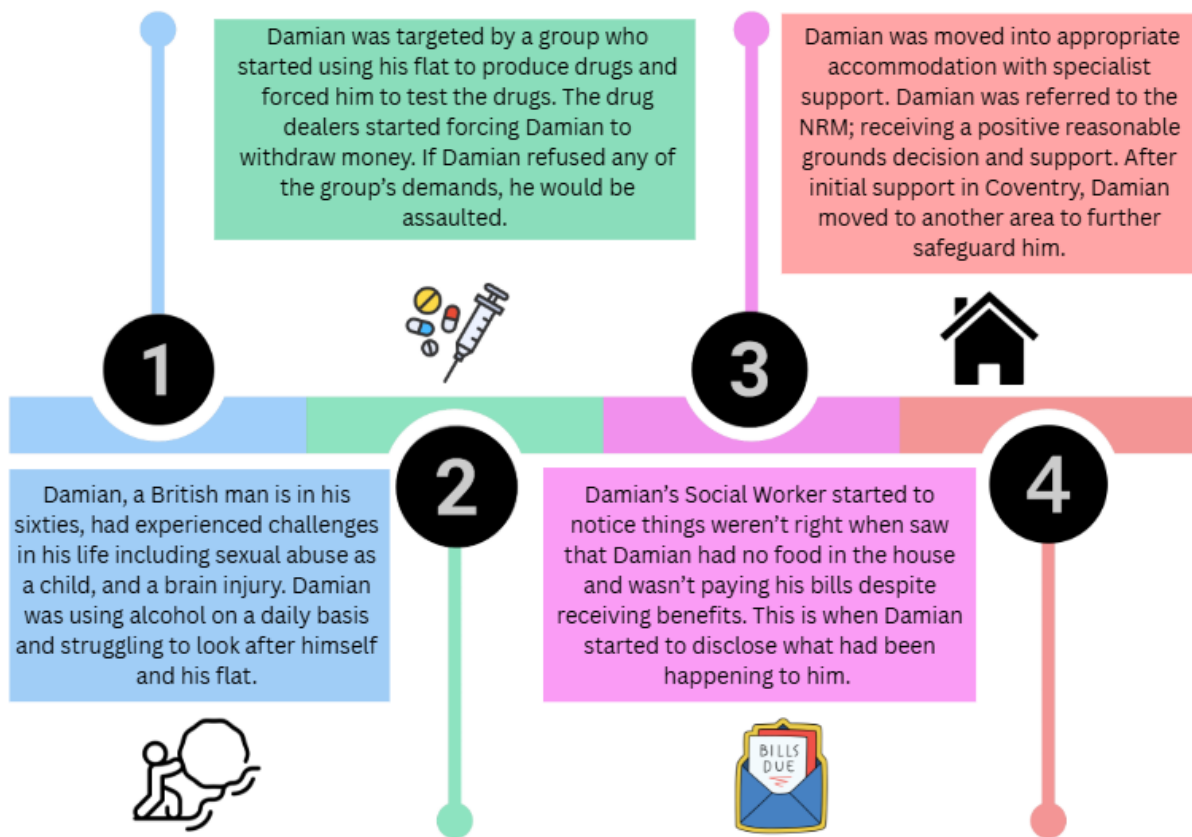 1
Damian, a British man is in his
sixties, had experienced challenges
in his life including sexual abuse as
a child, and a brain injury. Damian
was using alcohol on a daily basis
and struggling to look after himself
and his flat.
2
Damian was targeted by a group who
started using his flat to produce drugs and
forced him to test the drugs. The drug
dealers started forcing Damian to
withdraw money. If Damian refused any of
the group’s demands, he would be
assaulted.
3
Damian’s Social Worker started to
notice things weren’t right when saw
that Damian had no food in the house
and wasn’t paying his bills despite
receiving benefits. This is when Damian
started to disclose what had been
happening to him.
BILLS
DUE
4
Damian was moved into appropriate
accommodation with specialist
support. Damian was referred to the
NRM; receiving a positive reasonable
grounds decision and support. After
initial support in Coventry, Damian
moved to another area to further
safeguard him.